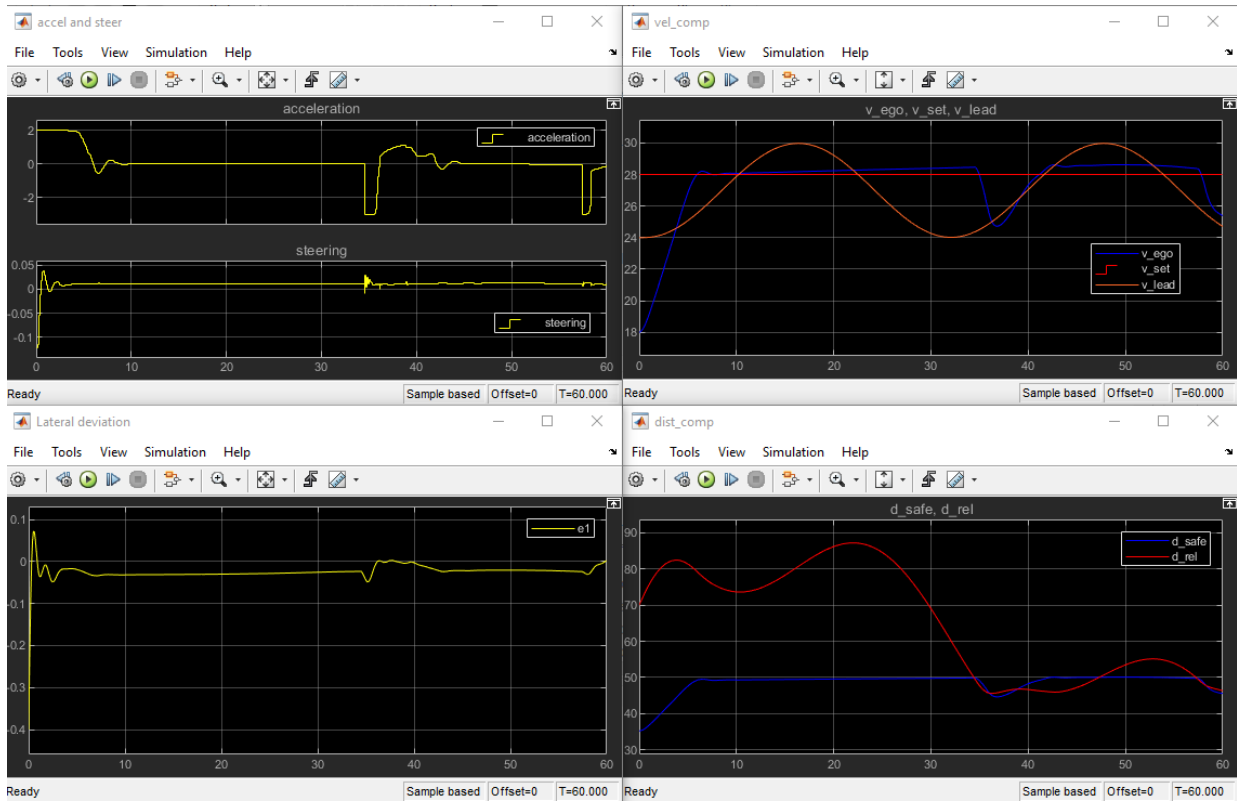 accel and steer
File Tools View Simulation Help
acceleration
2
0
-2
acceleration
steering
0.05
0
-0.05
-0.1
steering
0 10 20 30 40 50 60
Ready Sample based Offset=0 T=60.000
vel_comp
File Tools View Simulation Help
v_ego, v_set, v_lead
30
28
26
24
22
20
18
v_ego
v_set
v_lead
0 10 20 30 40 50 60
Ready Sample based Offset=0 T=60.000
Lateral deviation
File Tools View Simulation Help
0.1
0
-0.1
-0.2
-0.3
-0.4
e1
0 10 20 30 40 50 60
Ready Sample based Offset=0 T=60.000
dist_comp
File Tools View Simulation Help
d_safe, d_rel
90
80
70
60
50
40
30
d_safe
d_rel
0 10 20 30 40 50 60
Ready Sample based Offset=0 T=60.000